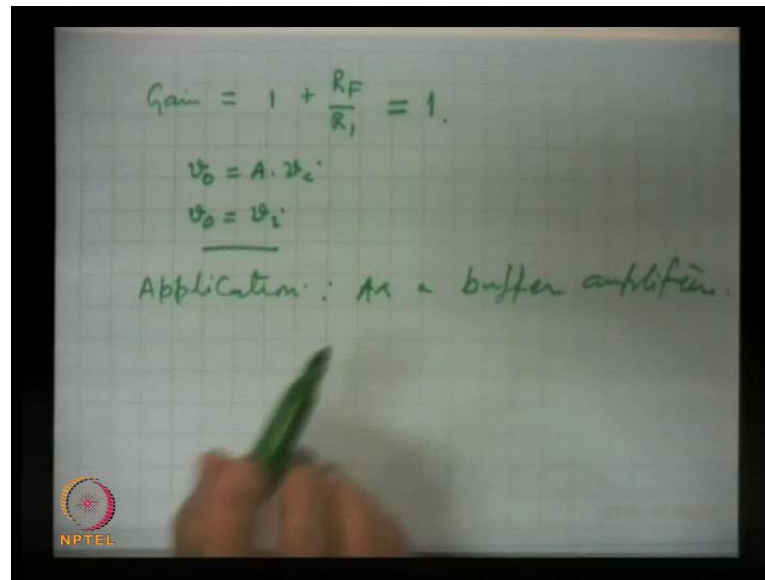 Gain = 1 + RF/R1 = 1.
v0 = A. vi
v0 = vi
Application: As a buffer amplifier.
NPTEL